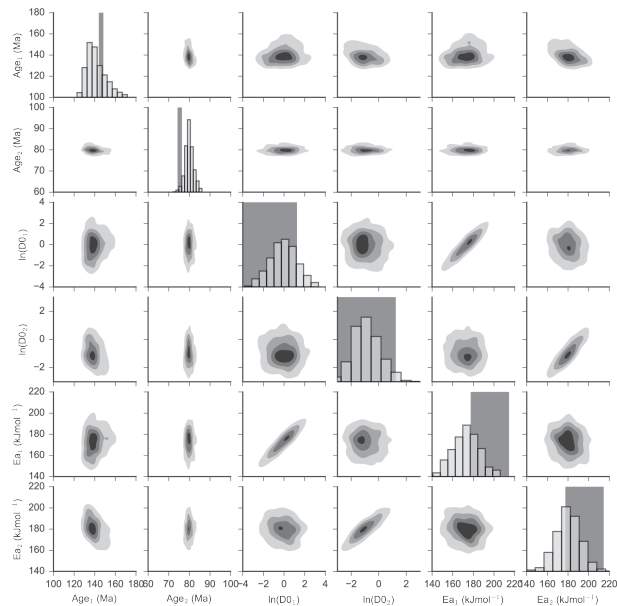 180
160
140
120
100
Age₁ (Ma)
100
90
80
70
60
Age₂ (Ma)
4
2
0
−2
−4
ln(D0₁)
2
0
−2
ln(D0₂)
220
200
180
160
140
Ea₁ (kJmol⁻¹)
220
200
180
160
140
Ea₂ (kJmol⁻¹)
100 120 140 160 180
60 70 80 90 100
−4 −2 0 2 4
−2 0 2
140 160 180 200 220
140 160 180 200 220
Age₁ (Ma) Age₂ (Ma) ln(D0₁) ln(D0₂) Ea₁ (kJmol⁻¹) Ea₂ (kJmol⁻¹)